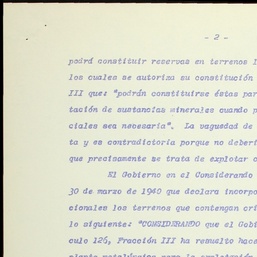 - 2 -
podrá constituir reservas en terrenos l
los cuales se autoriza su constitución
III que: "podrán constituirse éstas par
tación de sustancias minerales cuando p
ciales sea necesaria". La vaguedad de
ta y es contradictoria porque no deberí
que precisamente se trata de explotar o
El Gobierno en el Considerando
30 de marzo de 1940 que declara incorpo
cionales los terrenos que contengan cri
lo siguiente: "CONSIDERANDO que el Gobi
culo 126, Fracción III ha resuelto hace